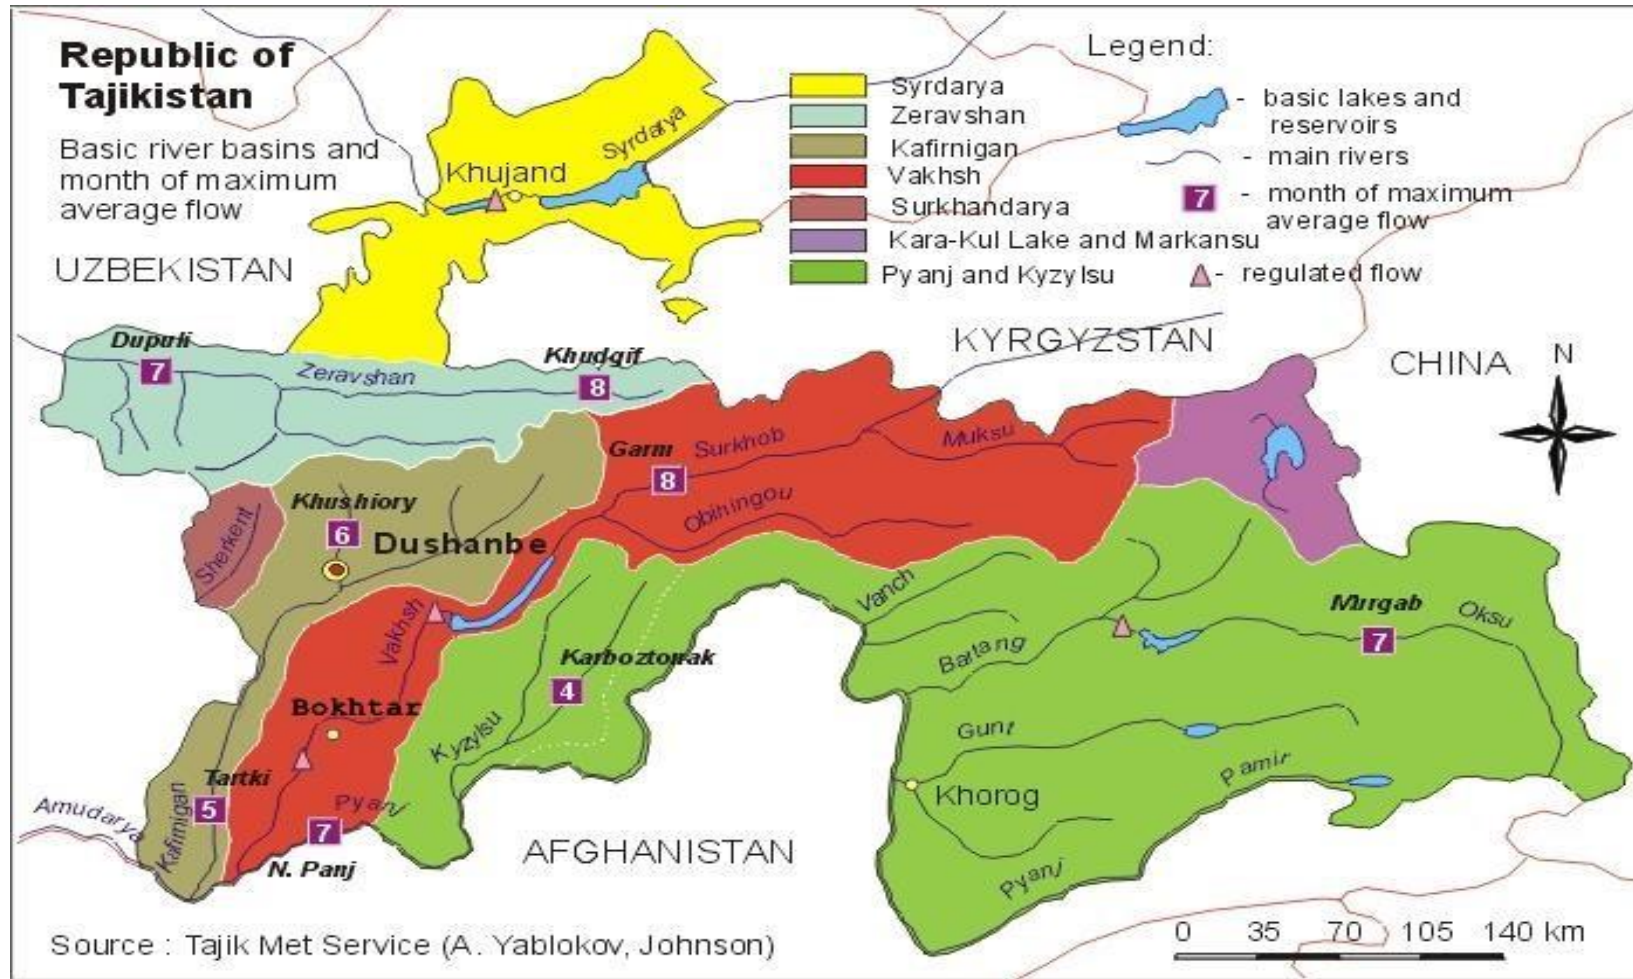 Republic of
Tajikistan
Basic river basins and
month of maximum
average flow
Legend:
Syrdarya
Zeravshan
Kafirnigan
Vakhsh
Surkhandarya
Kara-Kul Lake and Markansu
Pyanj and Kyzylsu
- basic lakes and
reservoirs
- main rivers
7 - month of maximum
average flow
- regulated flow
Syrdarya
Khujand
UZBEKISTAN
KYRGYZSTAN
CHINA
N
Dupuli
7
Zeravshan
Khudgif
8
Garm
8
Surkhob
Muksu
Obihingou
Khushiory
6
Dushanbe
Sherkent
Vakhsh
Vanch
Murgab
7
Oksu
Bartang
Karboztonak
4
Bokhtar
Kyzylsu
Gunt
Pamir
Khorog
Tartki
5
Kafirnigan
Amudarya
Pyanj
7
N. Panj
AFGHANISTAN
Pyanj
0 35 70 105 140 km
Source : Tajik Met Service (A. Yablokov, Johnson)